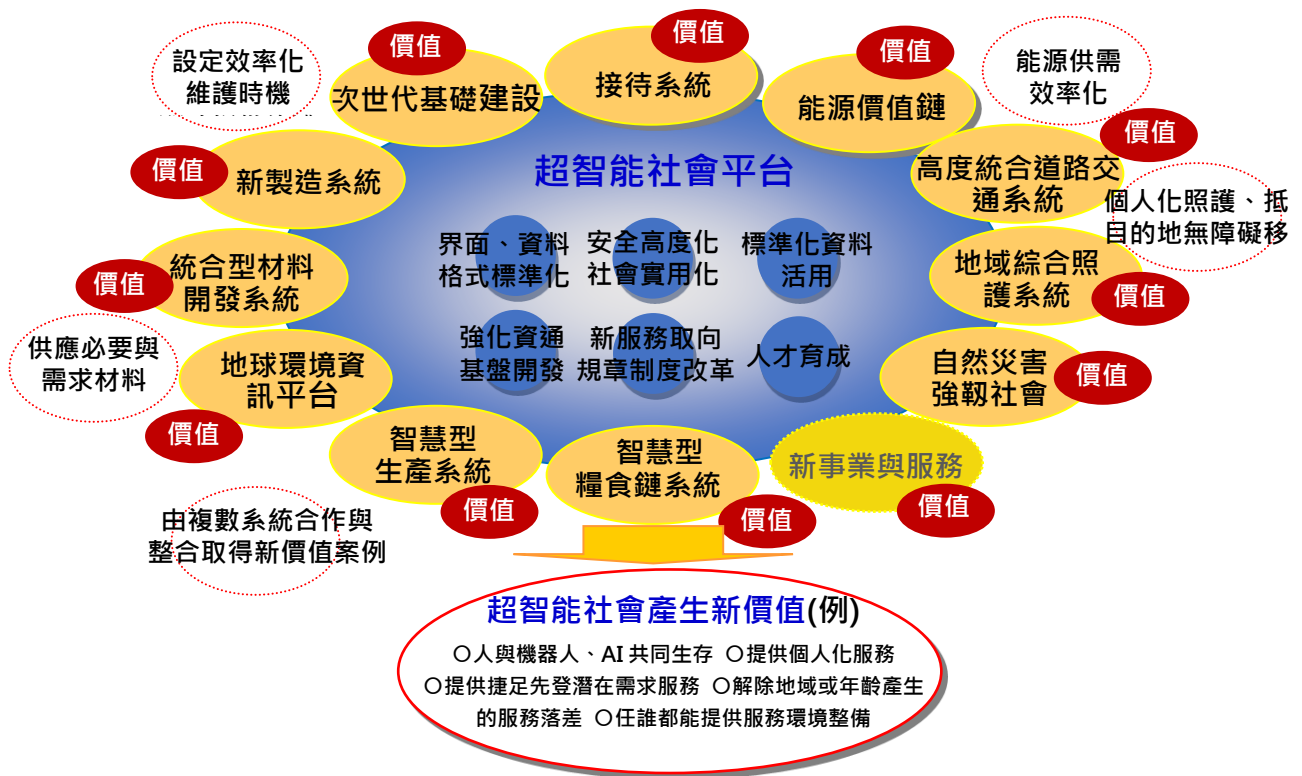 價值
價值
價值
設定效率化
維護時機
次世代基礎建設
接待系統
能源價值鏈
能源供需
效率化
價值
價值
新製造系統
超智能社會平台
高度統合道路交
通系統
個人化照護、抵
目的地無障礙移
界面、資料
格式標準化
安全高度化
社會實用化
標準化資料
活用
統合型材料
開發系統
價值
地域綜合照
護系統
價值
供應必要與
需求材料
強化資通
基盤開發
新服務取向
規章制度改革
人才育成
地球環境資
訊平台
價值
自然災害
強韌社會
價值
智慧型
生產系統
價值
智慧型
糧食鏈系統
價值
新事業與服務
價值
由複數系統合作與
整合取得新價值案例
超智能社會產生新價值(例)
○人與機器人、AI 共同生存 ○提供個人化服務
○提供捷足先登潛在需求服務 ○解除地域或年齡產生
的服務落差 ○任誰都能提供服務環境整備